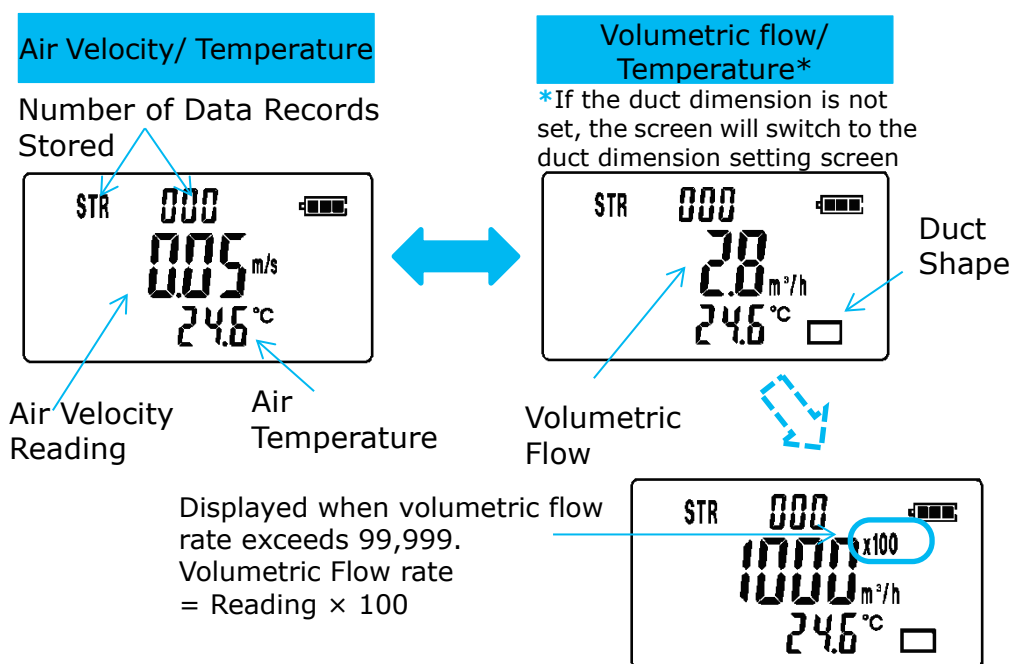 Air Velocity/ Temperature
Number of Data Records
Stored
STR 000
0.05 m/s
24.6 °C
Air Velocity
Reading
Air
Temperature
Volumetric flow/
Temperature*
*If the duct dimension is not
set, the screen will switch to the
duct dimension setting screen
STR 000
2.8 m³/h
24.6 °C
Duct
Shape
Volumetric
Flow
Displayed when volumetric flow
rate exceeds 99,999.
Volumetric Flow rate
= Reading × 100
STR 000
1000 x100 m³/h
24.6 °C